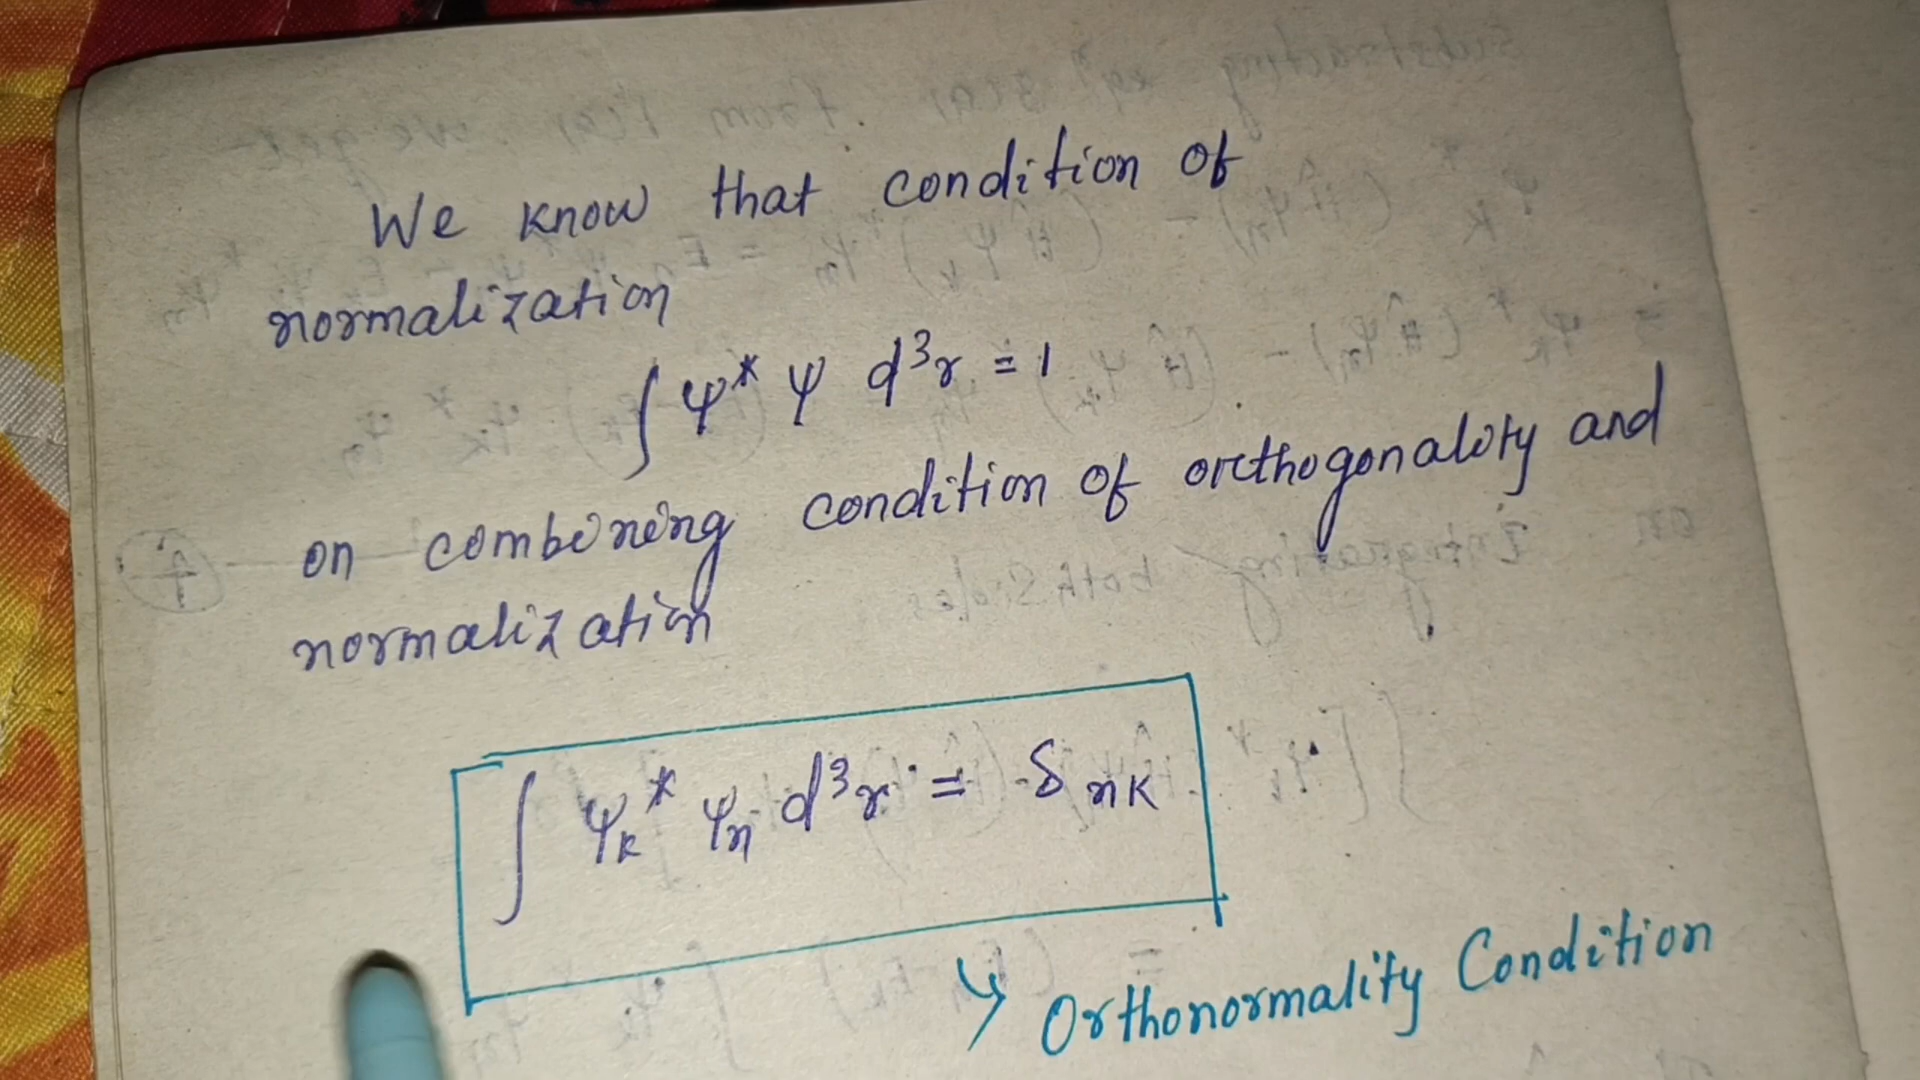 We know that condition of
normalization
∫ ψ* ψ d³r = 1
on combining condition of orthogonality and
normalization
∫ ψₖ* ψₙ d³r = δ nk
↳ Orthonormality Condition